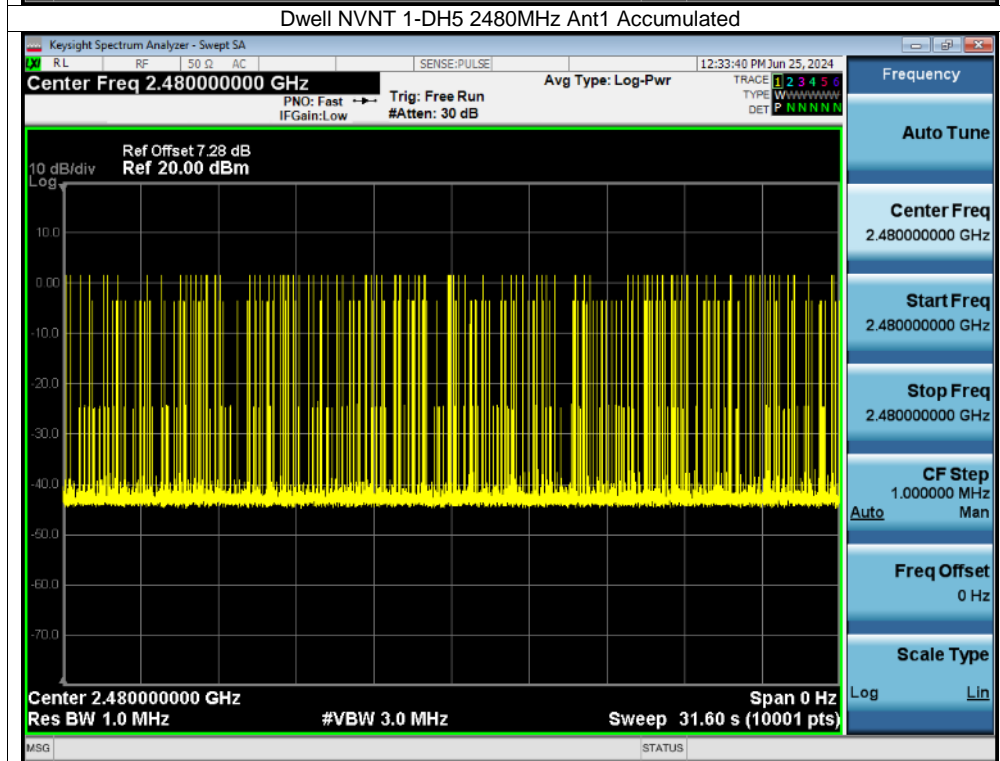 Dwell NVNT 1-DH5 2480MHz Ant1 Accumulated
Keysight Spectrum Analyzer - Swept SA
RL RF 50 Ω AC SENSE:PULSE 12:33:40 PM Jun 25, 2024
Center Freq 2.480000000 GHz Avg Type: Log-Pwr TRACE 1 2 3 4 5 6
PNO: Fast Trig: Free Run TYPE WWWWWW
IFGain:Low #Atten: 30 dB DET P N N N N N
Ref Offset 7.28 dB
10 dB/div Ref 20.00 dBm
Log
10.0
0.00
-10.0
-20.0
-30.0
-40.0
-50.0
-60.0
-70.0
Center 2.480000000 GHz Span 0 Hz
Res BW 1.0 MHz #VBW 3.0 MHz Sweep 31.60 s (10001 pts)
MSG STATUS
Frequency
Auto Tune
Center Freq
2.480000000 GHz
Start Freq
2.480000000 GHz
Stop Freq
2.480000000 GHz
CF Step
1.000000 MHz
Auto Man
Freq Offset
0 Hz
Scale Type
Log Lin